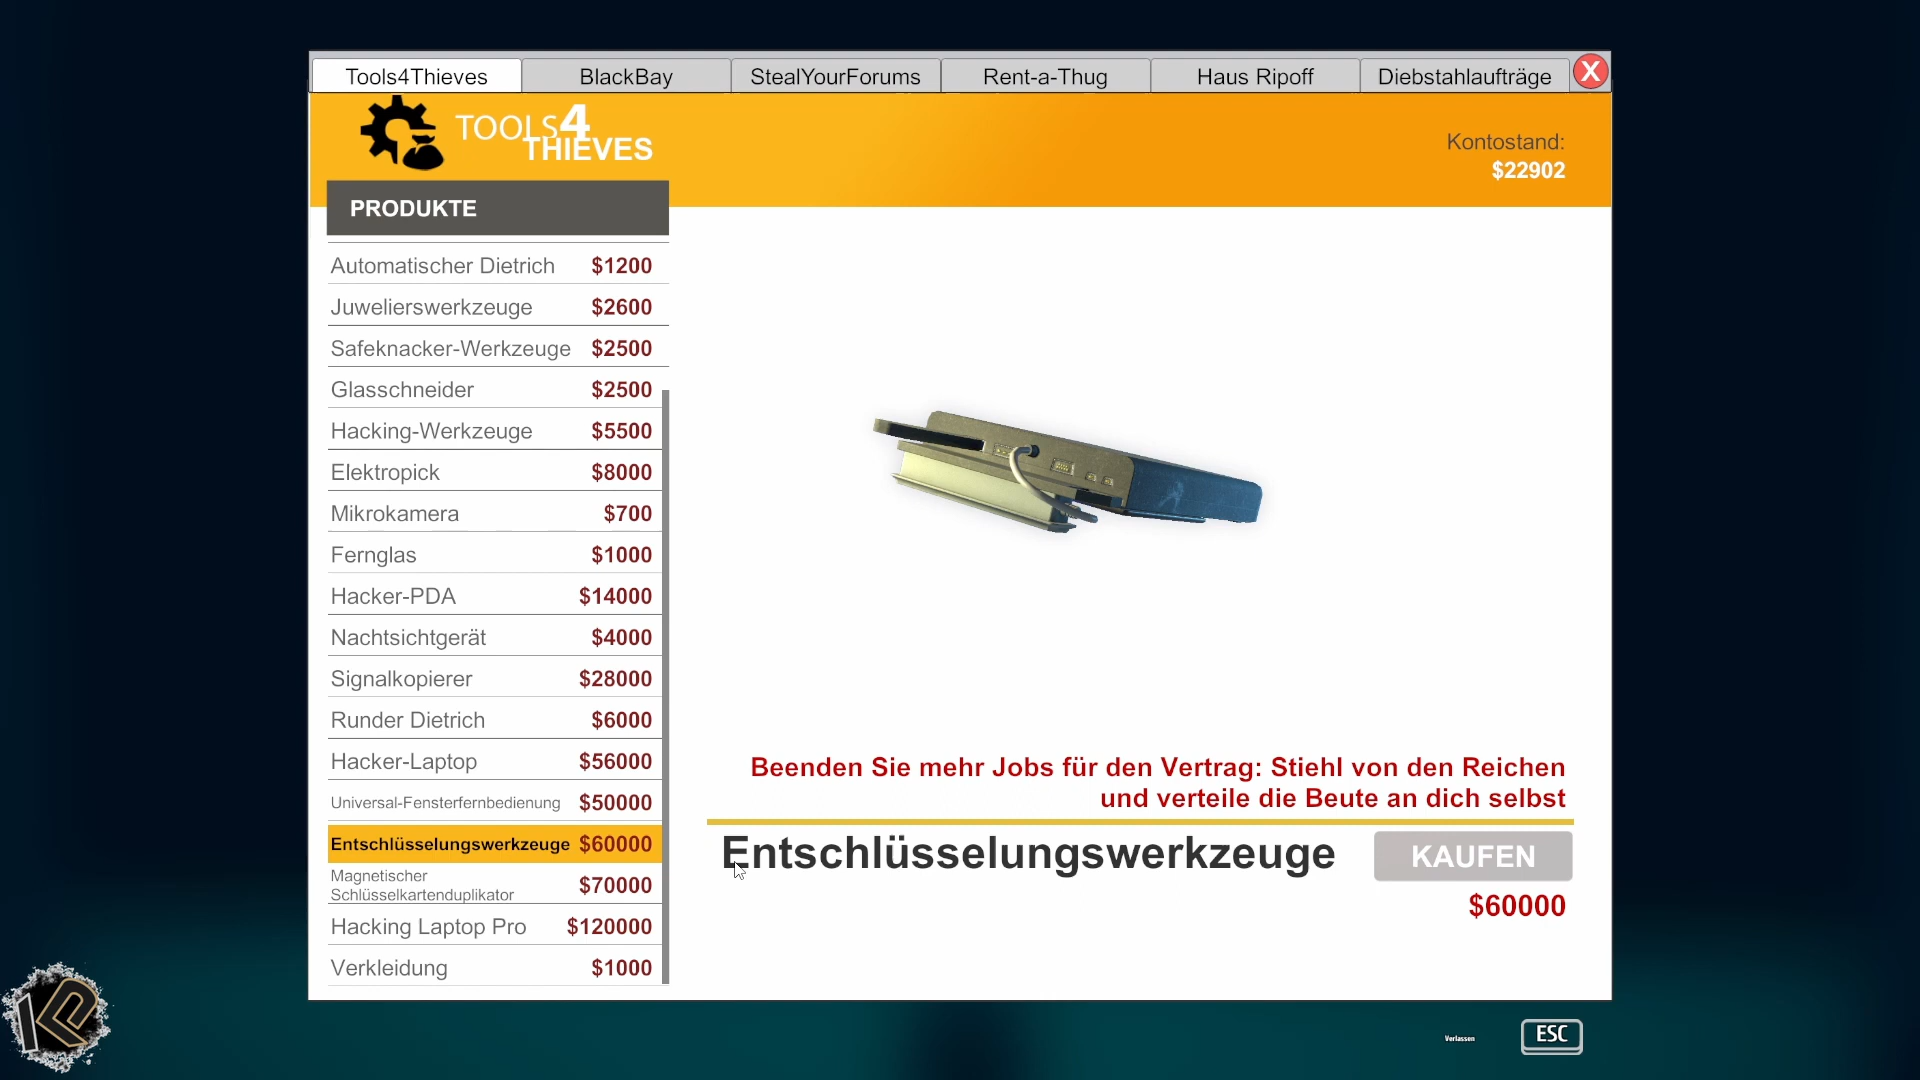 Tools4Thieves BlackBay StealYourForums Rent-a-Thug Haus Ripoff Diebstahlaufträge X
TOOLS4
THIEVES
Kontostand:
$22902
PRODUKTE
Automatischer Dietrich $1200
Juwelierswerkzeuge $2600
Safeknacker-Werkzeuge $2500
Glasschneider $2500
Hacking-Werkzeuge $5500
Elektropick $8000
Mikrokamera $700
Fernglas $1000
Hacker-PDA $14000
Nachtsichtgerät $4000
Signalkopierer $28000
Runder Dietrich $6000
Hacker-Laptop $56000
Universal-Fensterfernbedienung $50000
Entschlüsselungswerkzeuge $60000
Magnetischer
Schlüsselkartenduplikator $70000
Hacking Laptop Pro $120000
Verkleidung $1000
Beenden Sie mehr Jobs für den Vertrag: Stiehl von den Reichen
und verteile die Beute an dich selbst
Entschlüsselungswerkzeuge KAUFEN
$60000
Verlassen ESC